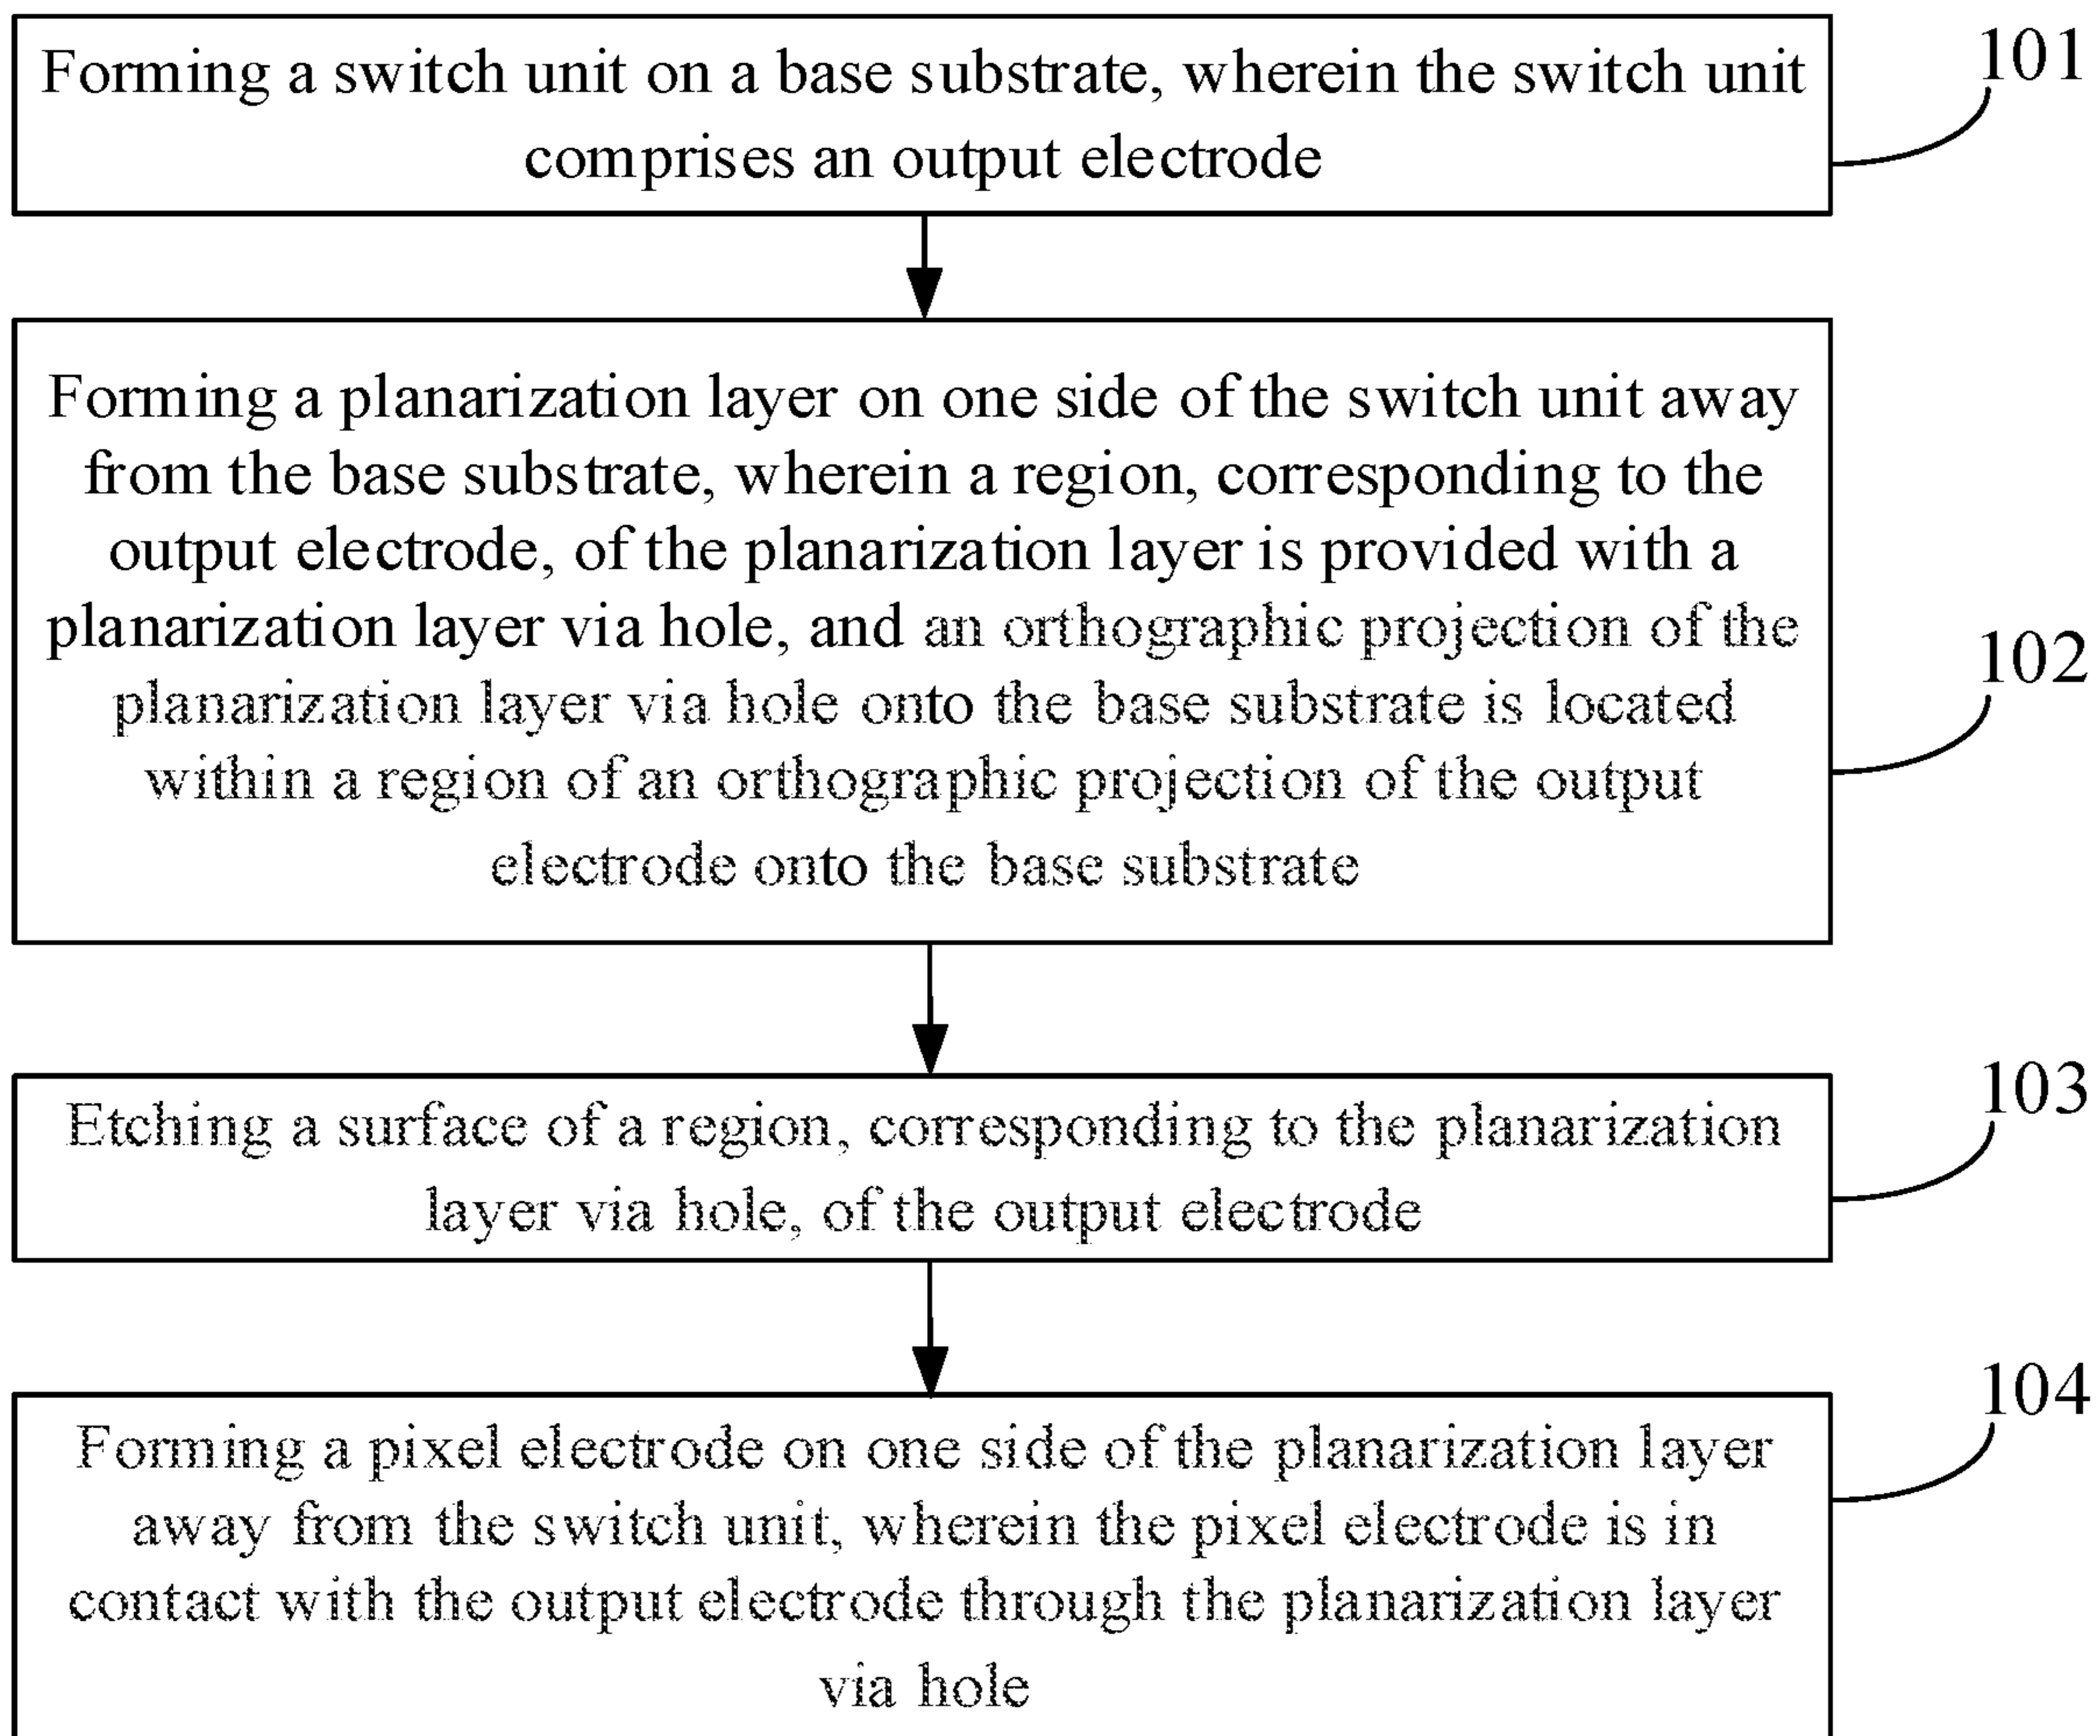 Forming a switch unit on a base substrate, wherein the switch unit
comprises an output electrode
101
Forming a planarization layer on one side of the switch unit away
from the base substrate, wherein a region, corresponding to the
output electrode, of the planarization layer is provided with a
planarization layer via hole, and an orthographic projection of the
planarization layer via hole onto the base substrate is located
within a region of an orthographic projection of the output
electrode onto the base substrate
102
Etching a surface of a region, corresponding to the planarization
layer via hole, of the output electrode
103
Forming a pixel electrode on one side of the planarization layer
away from the switch unit, wherein the pixel electrode is in
contact with the output electrode through the planarization layer
via hole
104